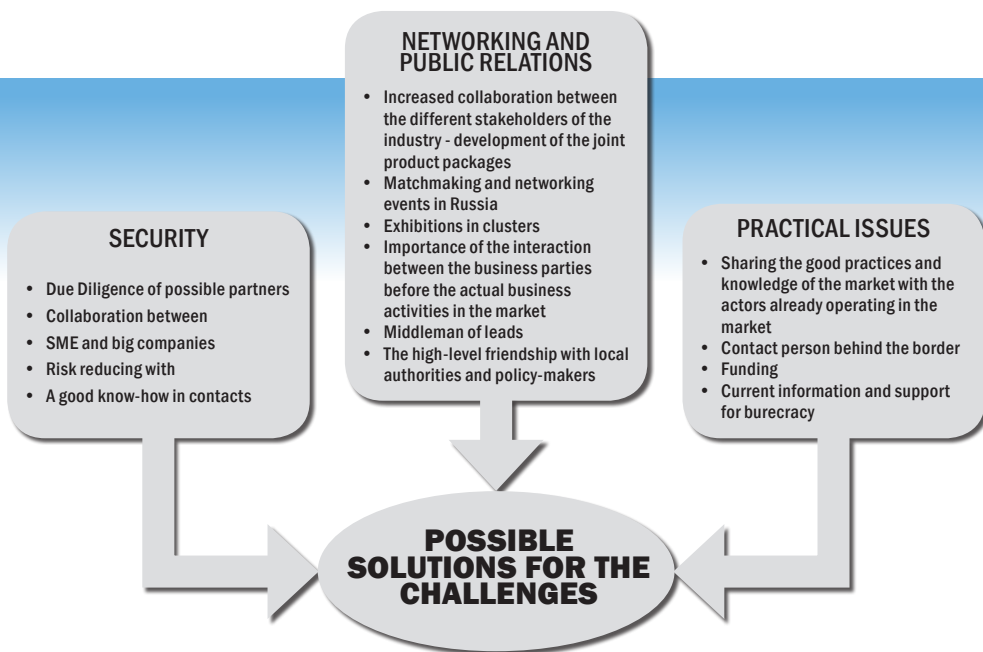 NETWORKING AND
PUBLIC RELATIONS
• Increased collaboration between
the different stakeholders of the
industry - development of the joint
product packages
• Matchmaking and networking
events in Russia
• Exhibitions in clusters
• Importance of the interaction
between the business parties
before the actual business
activities in the market
• Middleman of leads
• The high-level friendship with local
authorities and policy-makers
SECURITY
• Due Diligence of possible partners
• Collaboration between
• SME and big companies
• Risk reducing with
• A good know-how in contacts
PRACTICAL ISSUES
• Sharing the good practices and
knowledge of the market with the
actors already operating in the
market
• Contact person behind the border
• Funding
• Current information and support
for burecracy
POSSIBLE
SOLUTIONS FOR THE
CHALLENGES